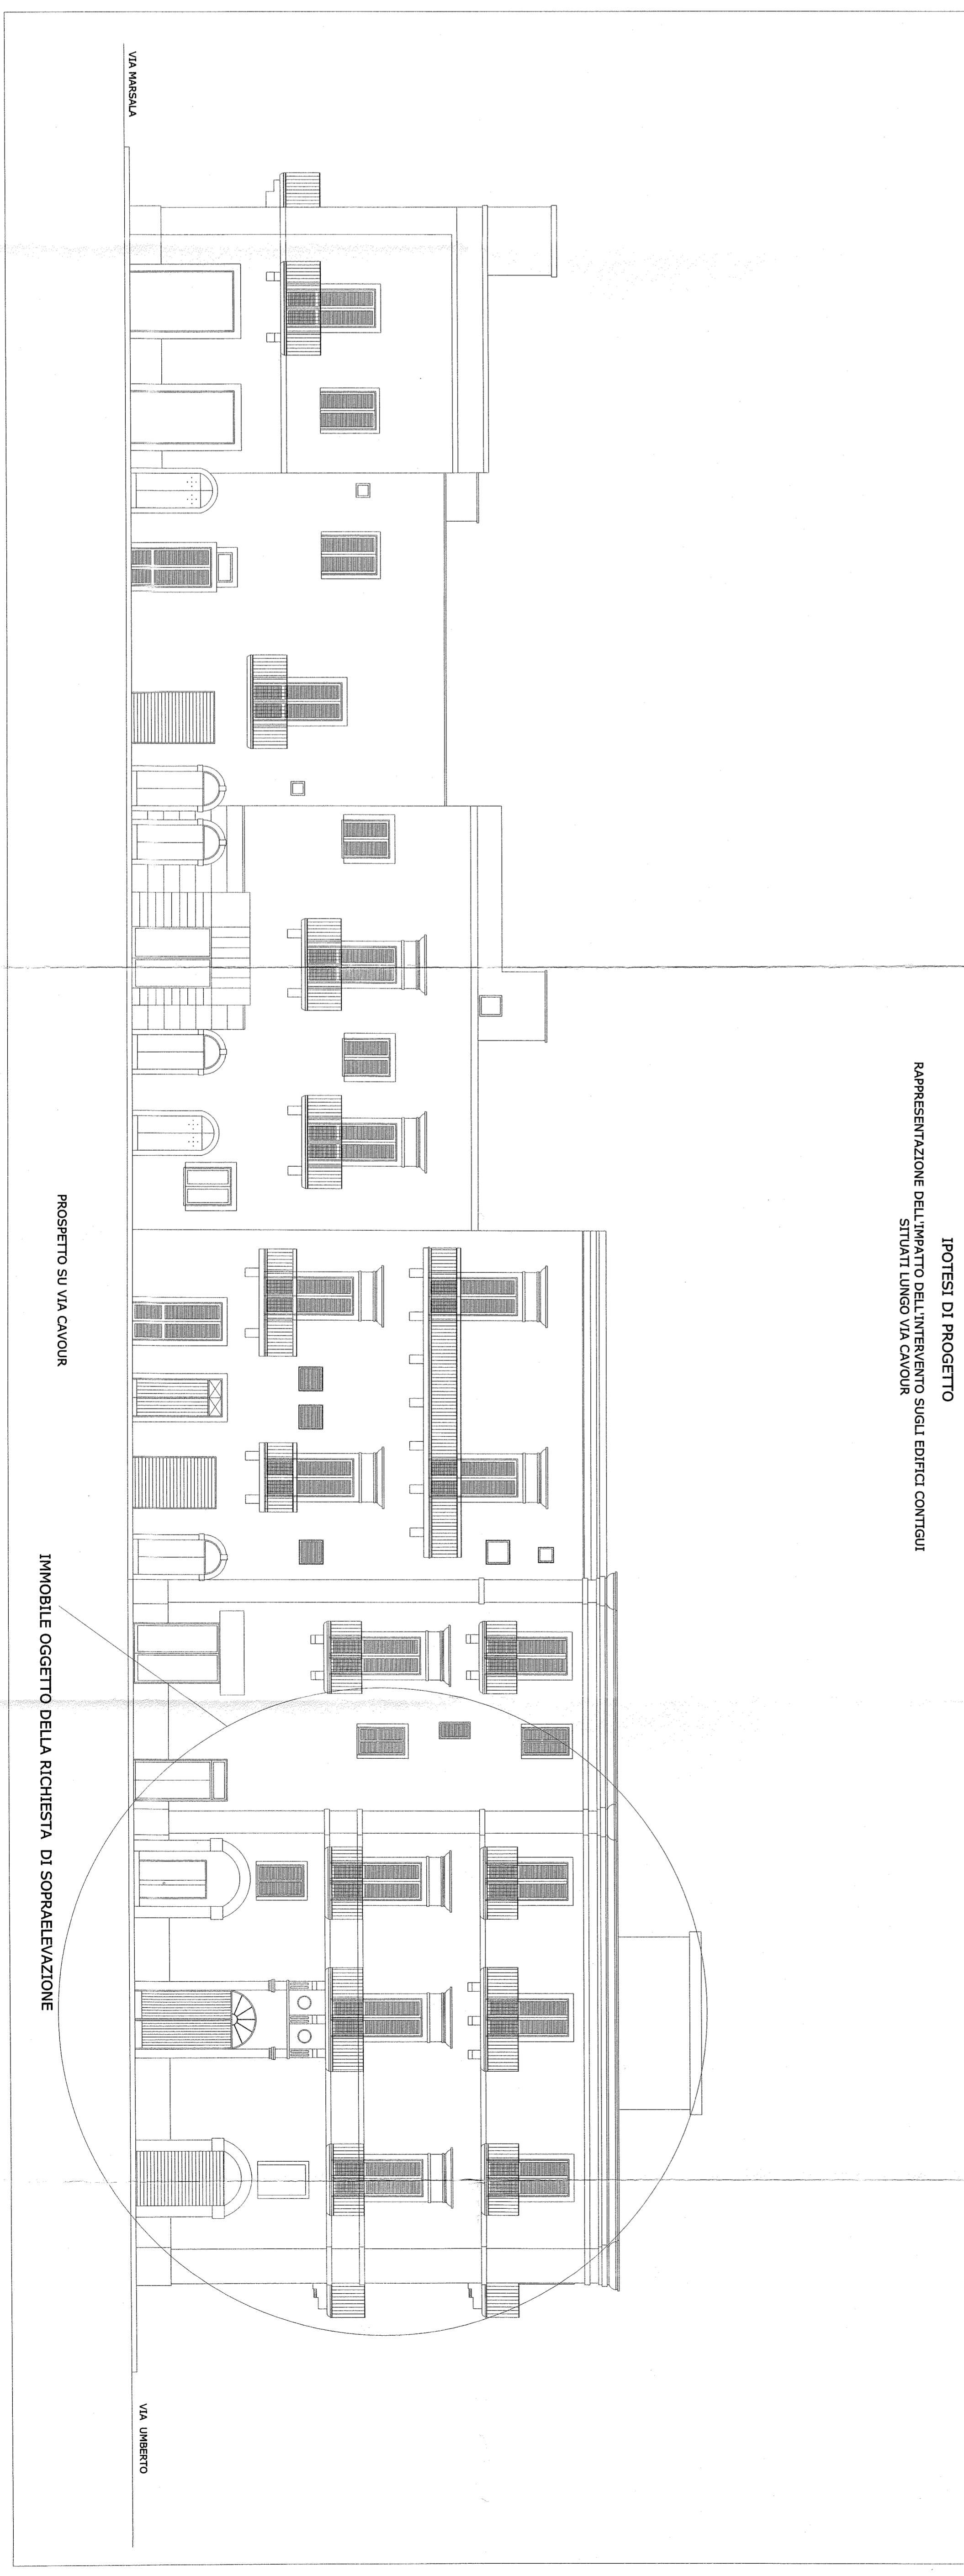 IPOTESI DI PROGETTO
RAPPRESENTAZIONE DELL'IMPATTO DELL'INTERVENTO SUGLI EDIFICI CONTIGUI
SITUATI LUNGO VIA CAVOUR
VIA MARSALA
VIA UMBERTO
PROSPETTO SU VIA CAVOUR
IMMOBILE OGGETTO DELLA RICHIESTA DI SOPRAELEVAZIONE